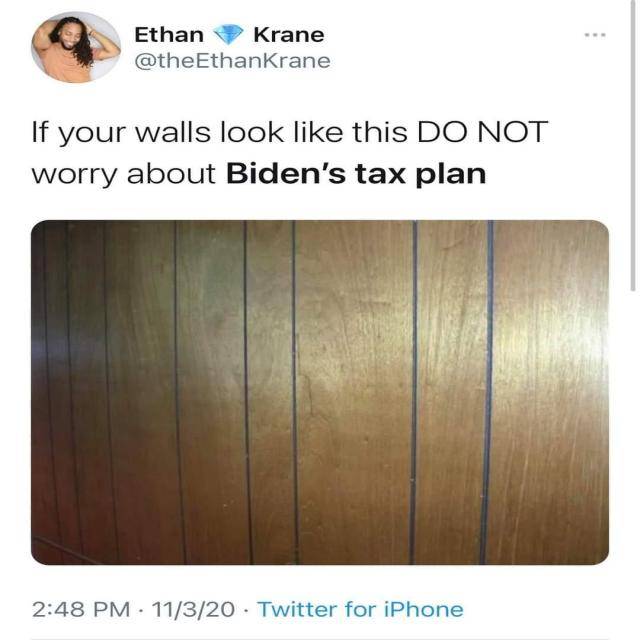 Ethan 💎 Krane
@theEthanKrane
If your walls look like this DO NOT
worry about Biden's tax plan
2:48 PM · 11/3/20 · Twitter for iPhone